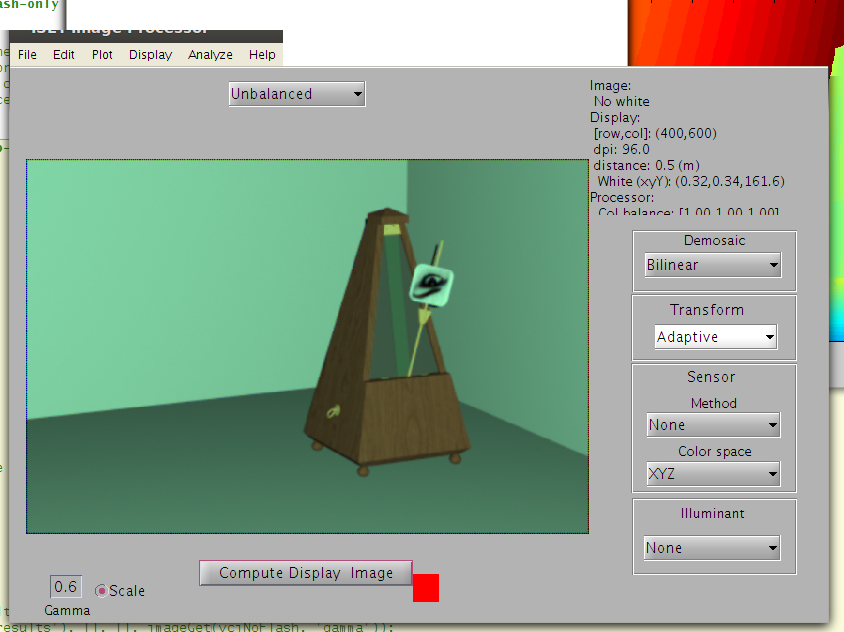 ash-only
ISET Image Processor
File Edit Plot Display Analyze Help
Unbalanced
Image:
No white
Display:
[row,col]: (400,600)
dpi: 96.0
distance: 0.5 (m)
White (xyY): (0.32,0.34,161.6)
Processor:
Col balance: [1.00 1.00 1.00]
Demosaic
Bilinear
Transform
Adaptive
Sensor
Method
None
Color space
XYZ
Illuminant
None
Compute Display Image
0.6
Scale
Gamma
results'), [], [], imageGet(vciNoFlash, 'gamma'));